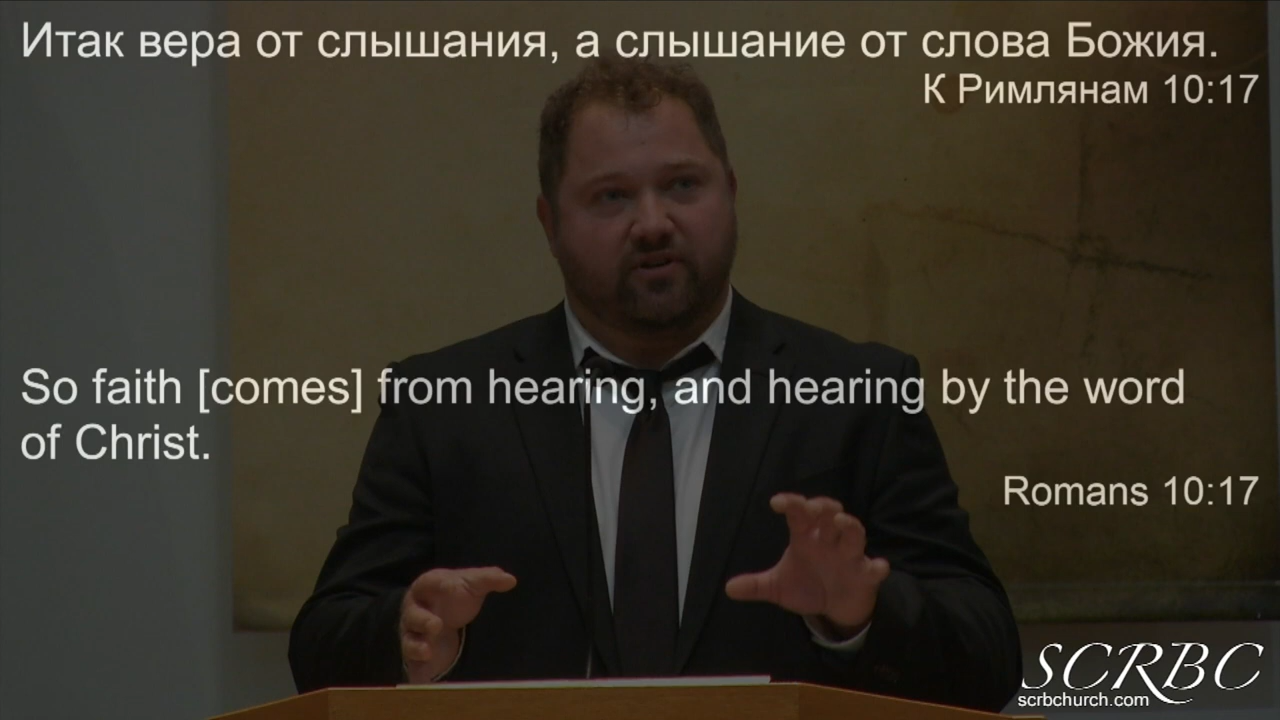 Итак вера от слышания, а слышание от слова Божия.
К Римлянам 10:17
So faith [comes] from hearing, and hearing by the word
of Christ.
Romans 10:17
SCRBC
scrbchurch.com